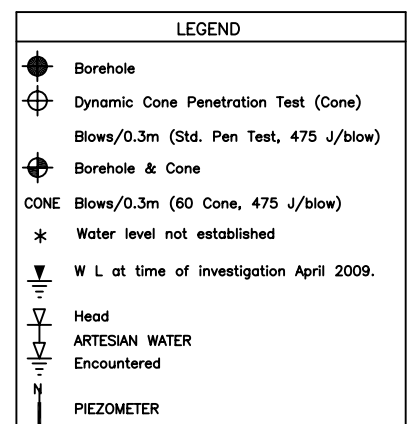 LEGEND
Borehole
Dynamic Cone Penetration Test (Cone)
Blows/0.3m (Std. Pen Test, 475 J/blow)
Borehole & Cone
CONE Blows/0.3m (60 Cone, 475 J/blow)
* Water level not established
W L at time of investigation April 2009.
Head
ARTESIAN WATER
Encountered
N
PIEZOMETER